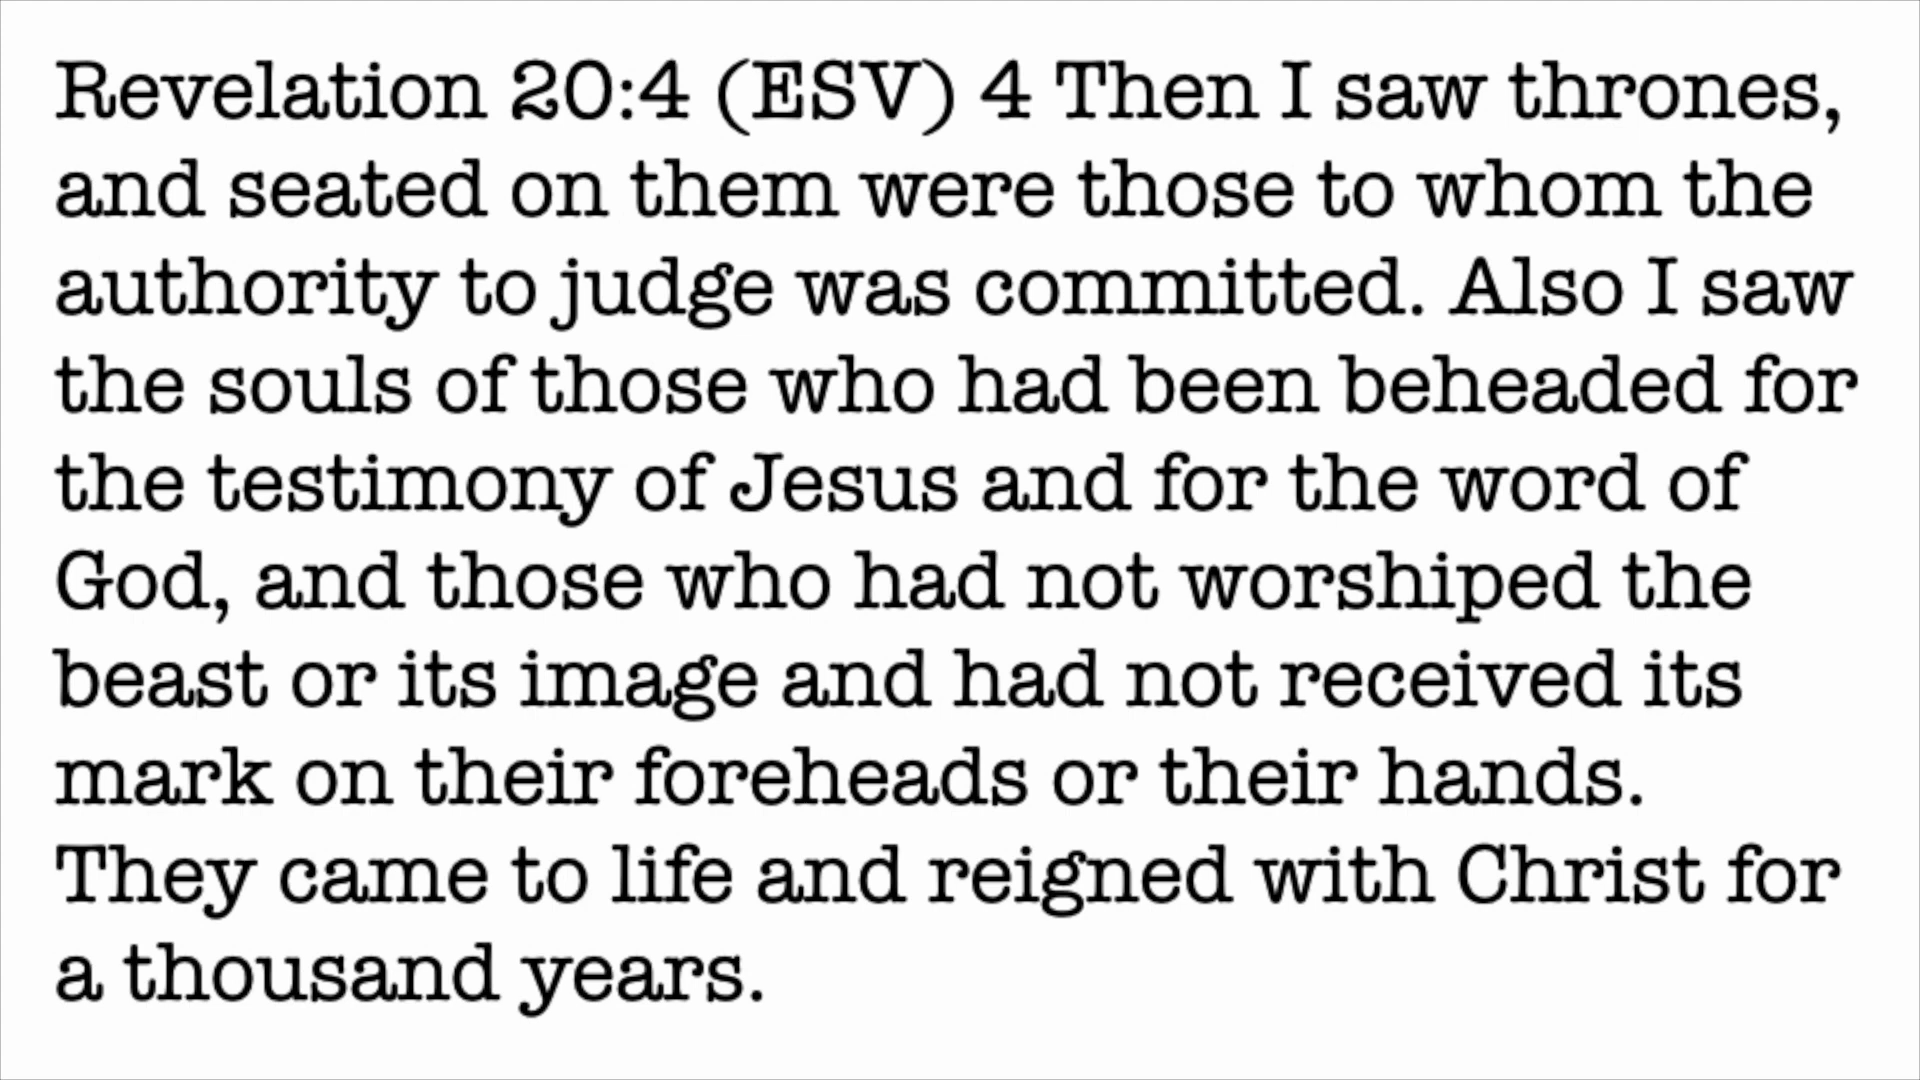 Revelation 20:4 (ESV) 4 Then I saw thrones,
and seated on them were those to whom the
authority to judge was committed. Also I saw
the souls of those who had been beheaded for
the testimony of Jesus and for the word of
God, and those who had not worshiped the
beast or its image and had not received its
mark on their foreheads or their hands.
They came to life and reigned with Christ for
a thousand years.